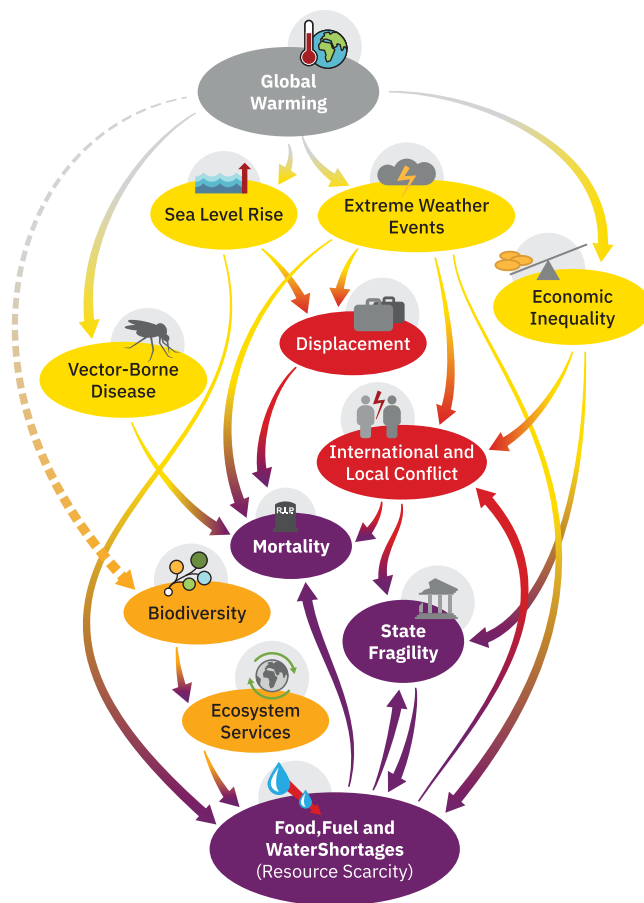 Global
Warming
Sea Level Rise
Extreme Weather
Events
Economic
Inequality
Displacement
Vector-Borne
Disease
International and
Local Conflict
R.I.P
Mortality
Biodiversity
State
Fragility
Ecosystem
Services
Food,Fuel and
WaterShortages
(Resource Scarcity)